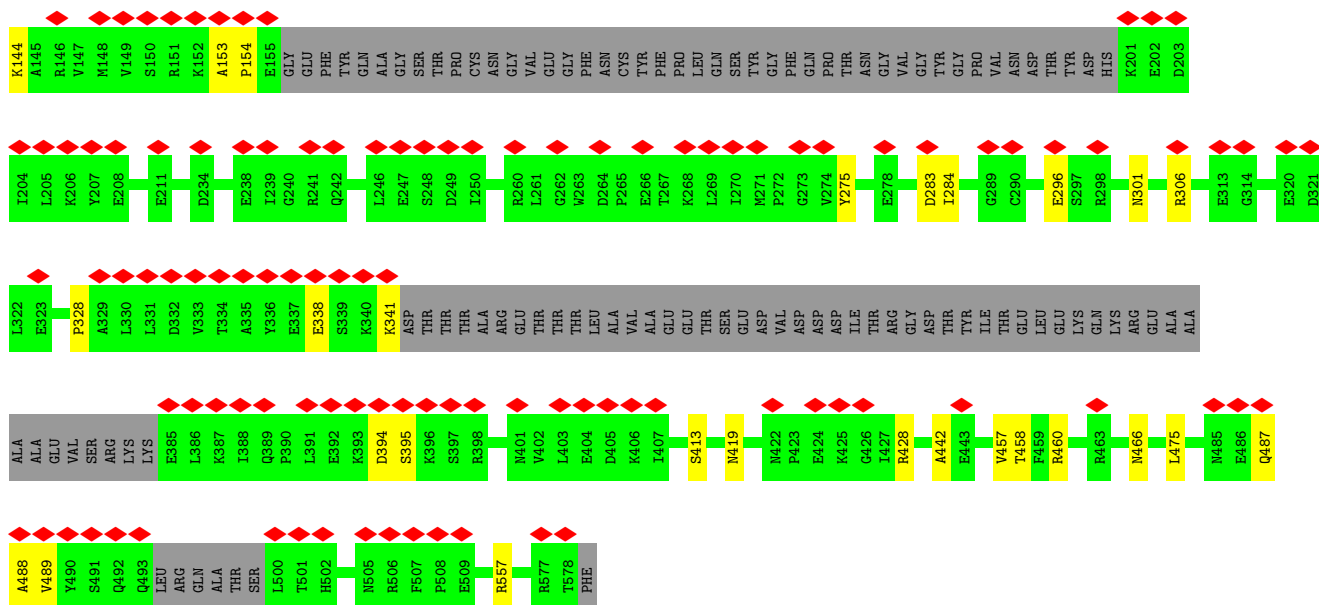 K144 A145 R146 V147 M148 V149 S150 R151 K152 A153 P154 E155 GLY GLU PHE TYR GLN ALA GLY SER THR PRO CYS ASN GLY VAL GLU GLY PHE ASN CYS TYR PHE PRO LEU GLN SER TYR GLY PHE GLN PRO THR ASN GLY VAL GLY TYR GLY PRO VAL ASN ASP THR TYR ASP HIS K201 E202 D203
I204 L205 K206 Y207 E208 E211 D234 E238 I239 G240 R241 Q242 L246 E247 S248 D249 I250 R260 L261 G262 W263 D264 P265 E266 T267 K268 L269 I270 M271 P272 G273 V274 Y275 E278 D283 I284 G289 C290 E296 S297 R298 N301 R306 E313 G314 E320 D321
L322 E323 P328 A329 L330 L331 D332 V333 T334 A335 Y336 E337 E338 S339 K340 K341 ASP THR THR THR ALA ARG GLU THR THR THR LEU ALA VAL ALA GLU GLU THR SER GLU ASP VAL ASP ASP ASP ILE THR ARG GLY ASP THR TYR ILE THR GLU LEU GLU LYS GLN LYS ARG GLU ALA ALA
ALA ALA GLU VAL SER ARG LYS LYS E385 L386 K387 I388 Q389 P390 L391 E392 K393 D394 S395 K396 S397 R398 N401 V402 L403 E404 D405 K406 I407 S413 N419 N422 P423 E424 K425 G426 I427 R428 A442 E443 V457 T458 F459 R460 R463 N466 L475 N485 E486 Q487
A488 V489 Y490 S491 Q492 Q493 LEU ARG GLN ALA THR SER L500 T501 H502 N505 R506 F507 P508 E509 R557 R577 T578 PHE